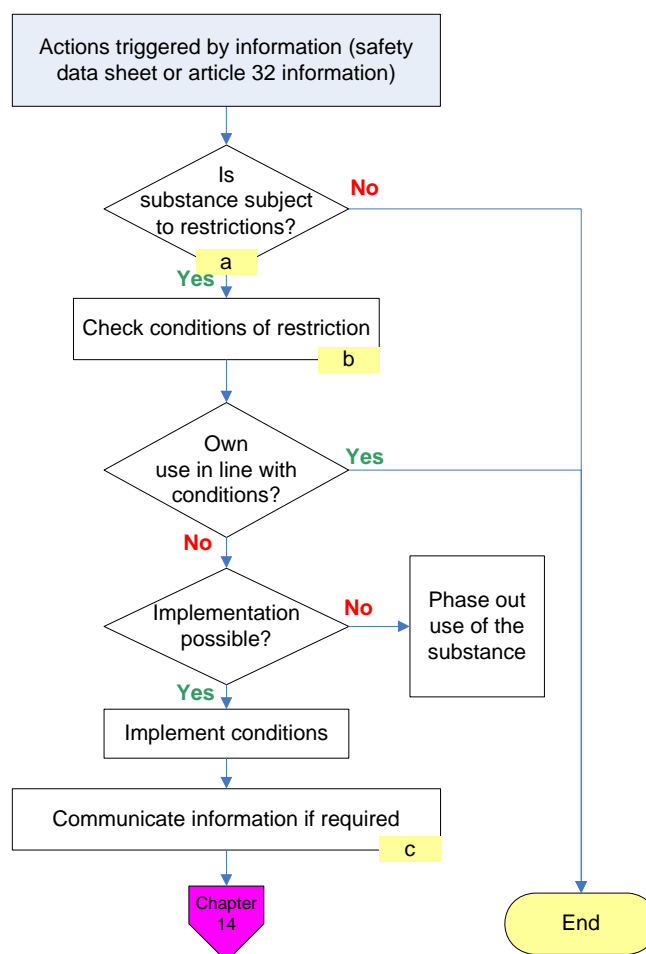 Actions triggered by information (safety
data sheet or article 32 information)
Is
substance subject
to restrictions?
No
a
Yes
Check conditions of restriction
b
Own
use in line with
conditions?
Yes
No
Implementation
possible?
No
Phase out
use of the
substance
Yes
Implement conditions
Communicate information if required
c
Chapter
14
End